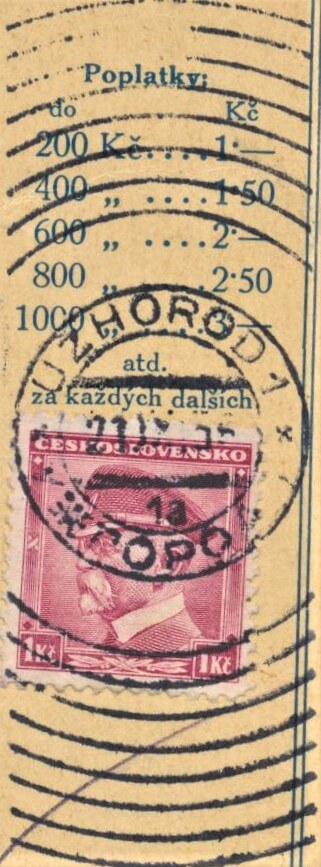 Poplatky:
do Kč
200 Kč....1·—
400 „ ....1·50
600 „ ....2·—
800 „ ....2·50
1000 „ ....3·—
atd.
za každých dalších
UZHOROD 1
ČESKOSLOVENSKO
1Kč 1Kč